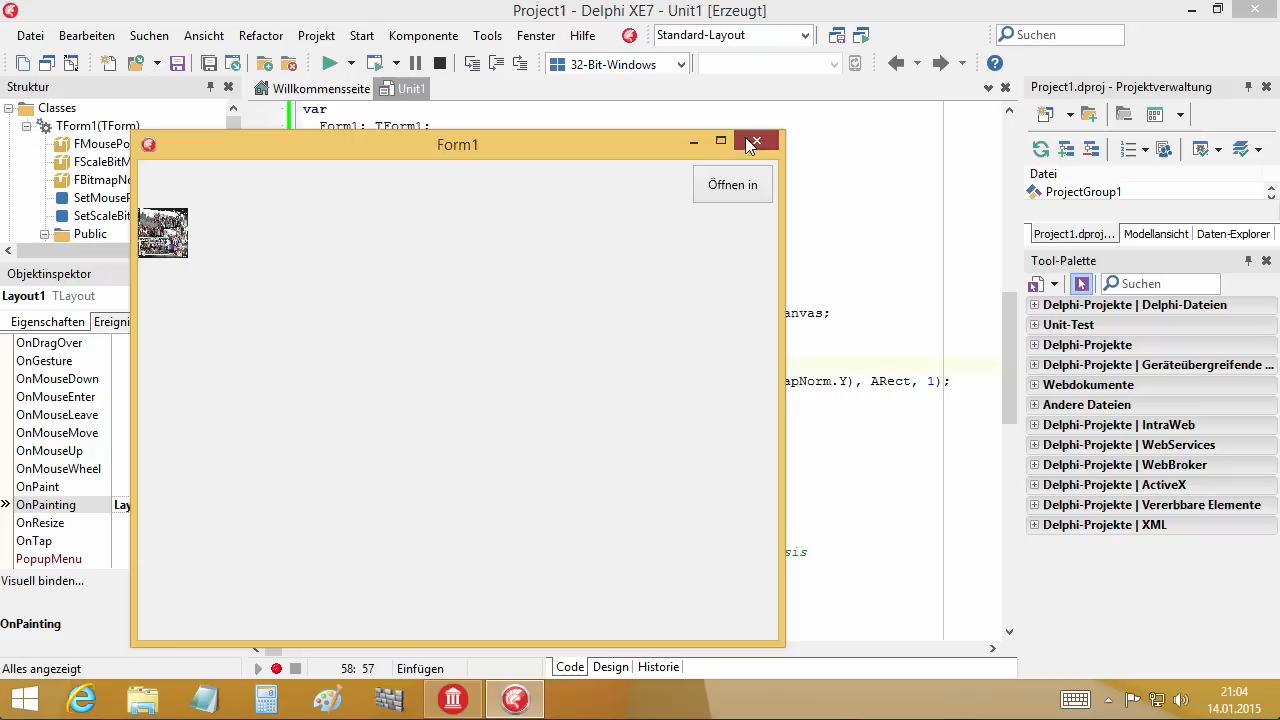 Project1 - Delphi XE7 - Unit1 [Erzeugt]
Datei Bearbeiten Suchen Ansicht Refactor Projekt Start Komponente Tools Fenster Hilfe Standard-Layout Suchen
32-Bit-Windows
Struktur
Willkommensseite Unit1
Project1.dproj - Projektverwaltung
Classes
TForm1(TForm)
FMousePo
FScaleBitM
FBitmapNo
SetMouseP
SetScaleBit
Public
var
Form1: TForm1;
Form1
Öffnen in
anvas;
apNorm.Y), ARect, 1);
sis
Datei
ProjectGroup1
Project1.dproj... Modellansicht Daten-Explorer
Tool-Palette
Suchen
Delphi-Projekte | Delphi-Dateien
Unit-Test
Delphi-Projekte
Delphi-Projekte | Geräteübergreifende ...
Webdokumente
Andere Dateien
Delphi-Projekte | IntraWeb
Delphi-Projekte | WebServices
Delphi-Projekte | WebBroker
Delphi-Projekte | ActiveX
Delphi-Projekte | Vererbbare Elemente
Delphi-Projekte | XML
Objektinspektor
Layout1 TLayout
Eigenschaften Ereigni
OnDragOver
OnGesture
OnMouseDown
OnMouseEnter
OnMouseLeave
OnMouseMove
OnMouseUp
OnMouseWheel
OnPaint
OnPainting Lay
OnResize
OnTap
PopupMenu
Visuell binden...
OnPainting
Alles angezeigt
58: 57 Einfügen
Code Design Historie
21:04
14.01.2015